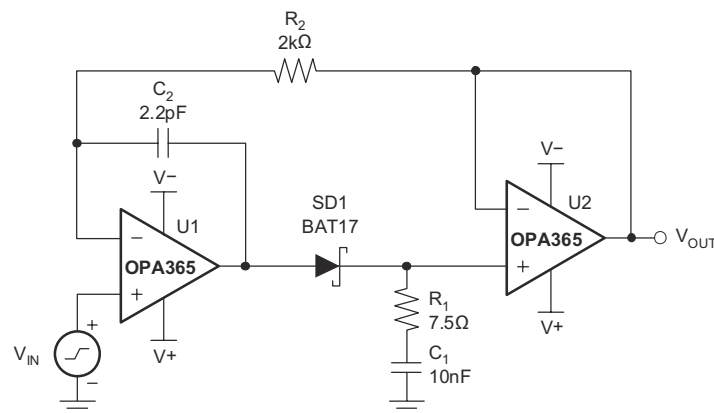 R2
2kΩ
C2
2.2pF
V−
U1
−
OPA365
+
V+
VIN
+
−
SD1
BAT17
R1
7.5Ω
C1
10nF
V−
U2
−
OPA365
+
V+
VOUT